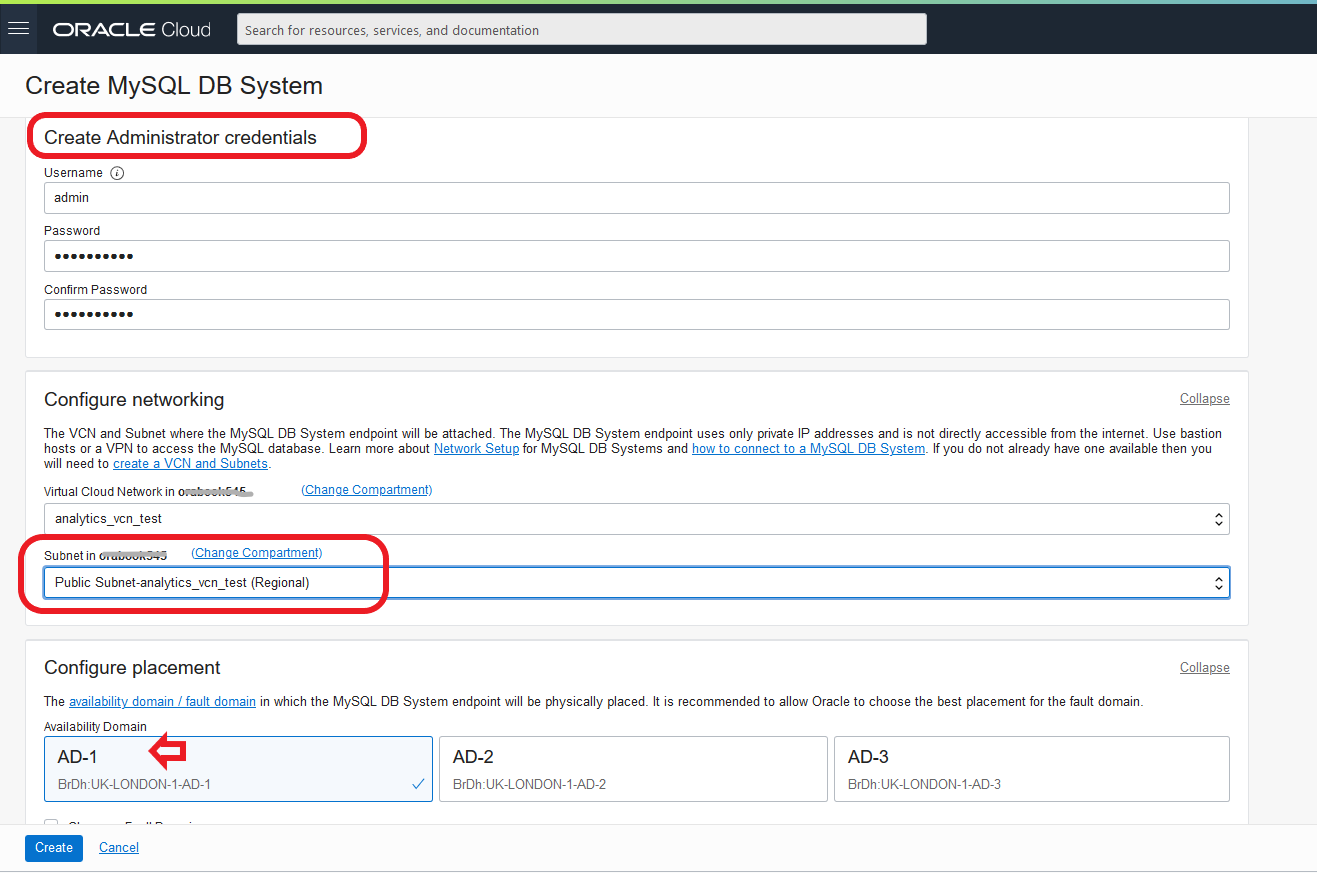 ORACLE Cloud
Search for resources, services, and documentation
Create MySQL DB System
Create Administrator credentials
Username
admin
Password
••••••••••
Confirm Password
••••••••••
Configure networking
Collapse
The VCN and Subnet where the MySQL DB System endpoint will be attached. The MySQL DB System endpoint uses only private IP addresses and is not directly accessible from the internet. Use bastion
hosts or a VPN to access the MySQL database. Learn more about Network Setup for MySQL DB Systems and how to connect to a MySQL DB System. If you do not already have one available then you
will need to create a VCN and Subnets.
Virtual Cloud Network in (Change Compartment)
analytics_vcn_test
Subnet in (Change Compartment)
Public Subnet-analytics_vcn_test (Regional)
Configure placement
Collapse
The availability domain / fault domain in which the MySQL DB System endpoint will be physically placed. It is recommended to allow Oracle to choose the best placement for the fault domain.
Availability Domain
AD-1
BrDh:UK-LONDON-1-AD-1
AD-2
BrDh:UK-LONDON-1-AD-2
AD-3
BrDh:UK-LONDON-1-AD-3
Create
Cancel